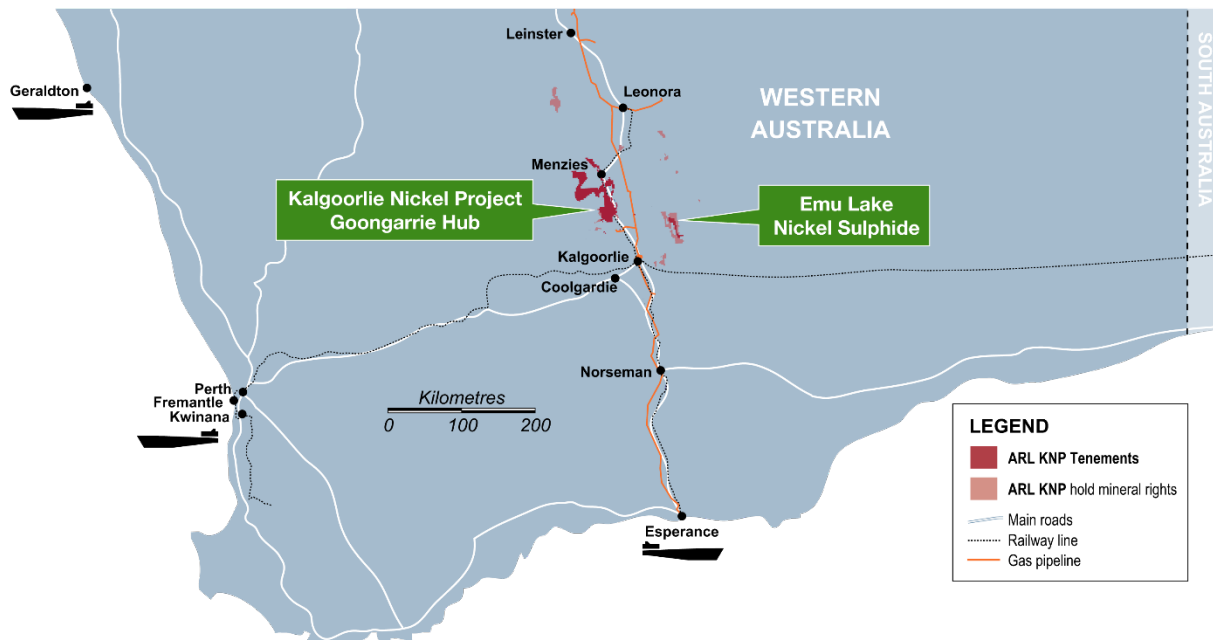 Leinster
Geraldton
Leonora
WESTERN
AUSTRALIA
SOUTH AUSTRALIA
Menzies
Kalgoorlie Nickel Project
Goongarrie Hub
Emu Lake
Nickel Sulphide
Kalgoorlie
Coolgardie
Norseman
Perth
Fremantle
Kwinana
Kilometres
0 100 200
Esperance
LEGEND
ARL KNP Tenements
ARL KNP hold mineral rights
Main roads
Railway line
Gas pipeline